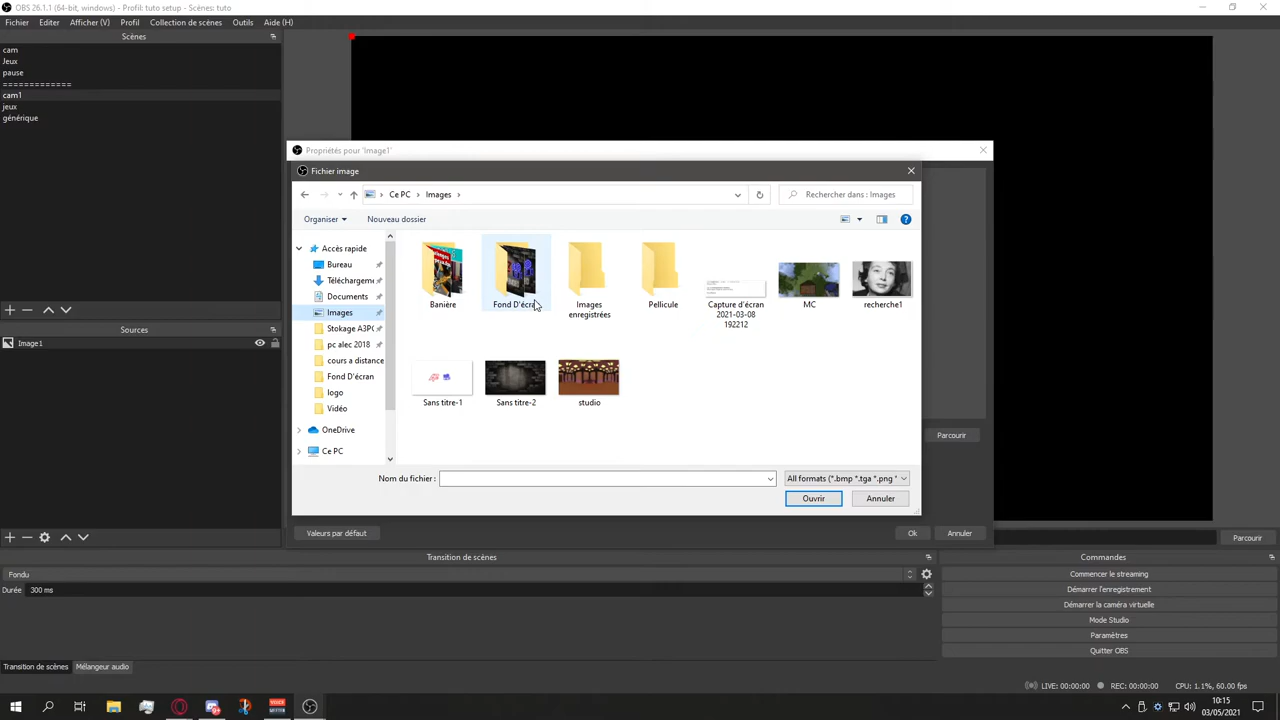 OBS 26.1.1 (64-bit, windows) - Profil: tuto setup - Scènes: tuto
Fichier Editer Afficher (V) Profil Collection de scènes Outils Aide (H)
Scènes
cam
Jeux
pause
=============
cam1
jeux
générique
Sources
Image1
Propriétés pour 'Image1'
Fichier image
Ce PC Images
Rechercher dans : Images
Organiser Nouveau dossier
Accès rapide
Bureau
Téléchargeme
Documents
Images
Stokage A3PC
pc alec 2018
cours a distance
Fond D'écran
logo
Vidéo
OneDrive
Ce PC
Banière
Fond D'écran
Images enregistrées
Pellicule
Capture d'écran 2021-03-08 192212
MC
recherche1
Sans titre-1
Sans titre-2
studio
Nom du fichier :
All formats (*.bmp *.tga *.png *
Ouvrir Annuler
Parcourir
Valeurs par défaut
Ok Annuler
Parcourir
Transition de scènes
Fondu
Durée 300 ms
Transition de scènes Mélangeur audio
Commandes
Commencer le streaming
Démarrer l'enregistrement
Démarrer la caméra virtuelle
Mode Studio
Paramètres
Quitter OBS
LIVE: 00:00:00 REC: 00:00:00 CPU: 1.1%, 60.00 fps
10:15
03/05/2021